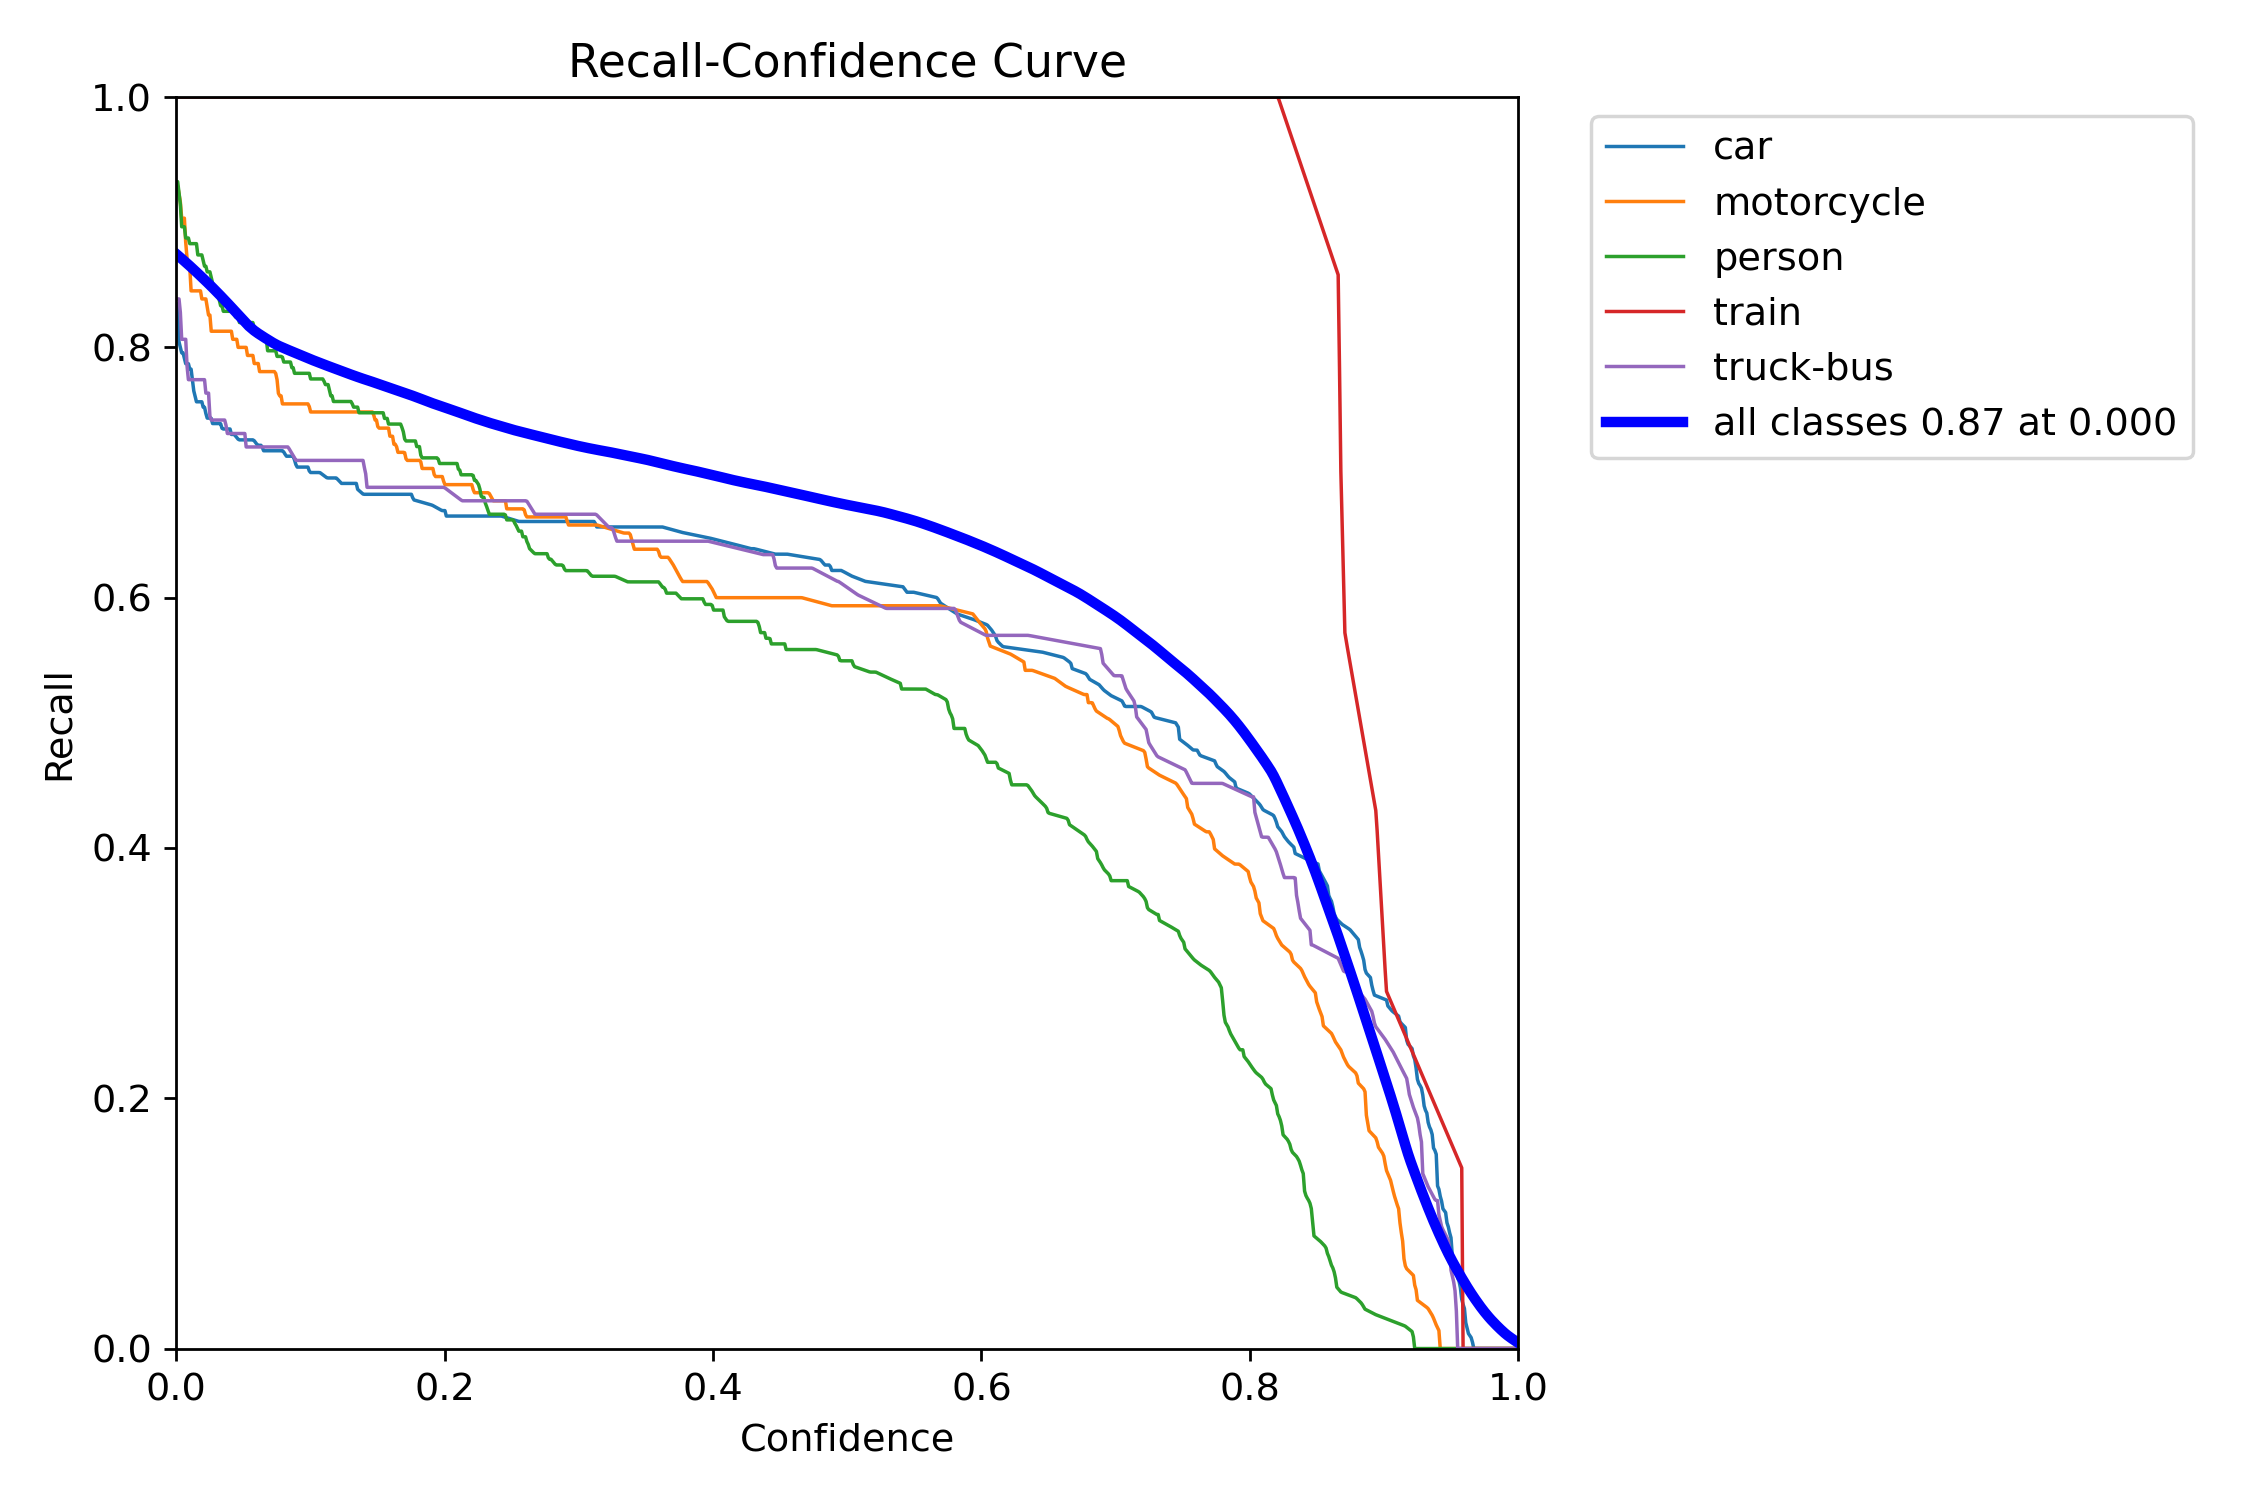 Recall-Confidence Curve
1.0
0.8
0.6
0.4
0.2
0.0
Recall
0.0 0.2 0.4 0.6 0.8 1.0
Confidence
car
motorcycle
person
train
truck-bus
all classes 0.87 at 0.000